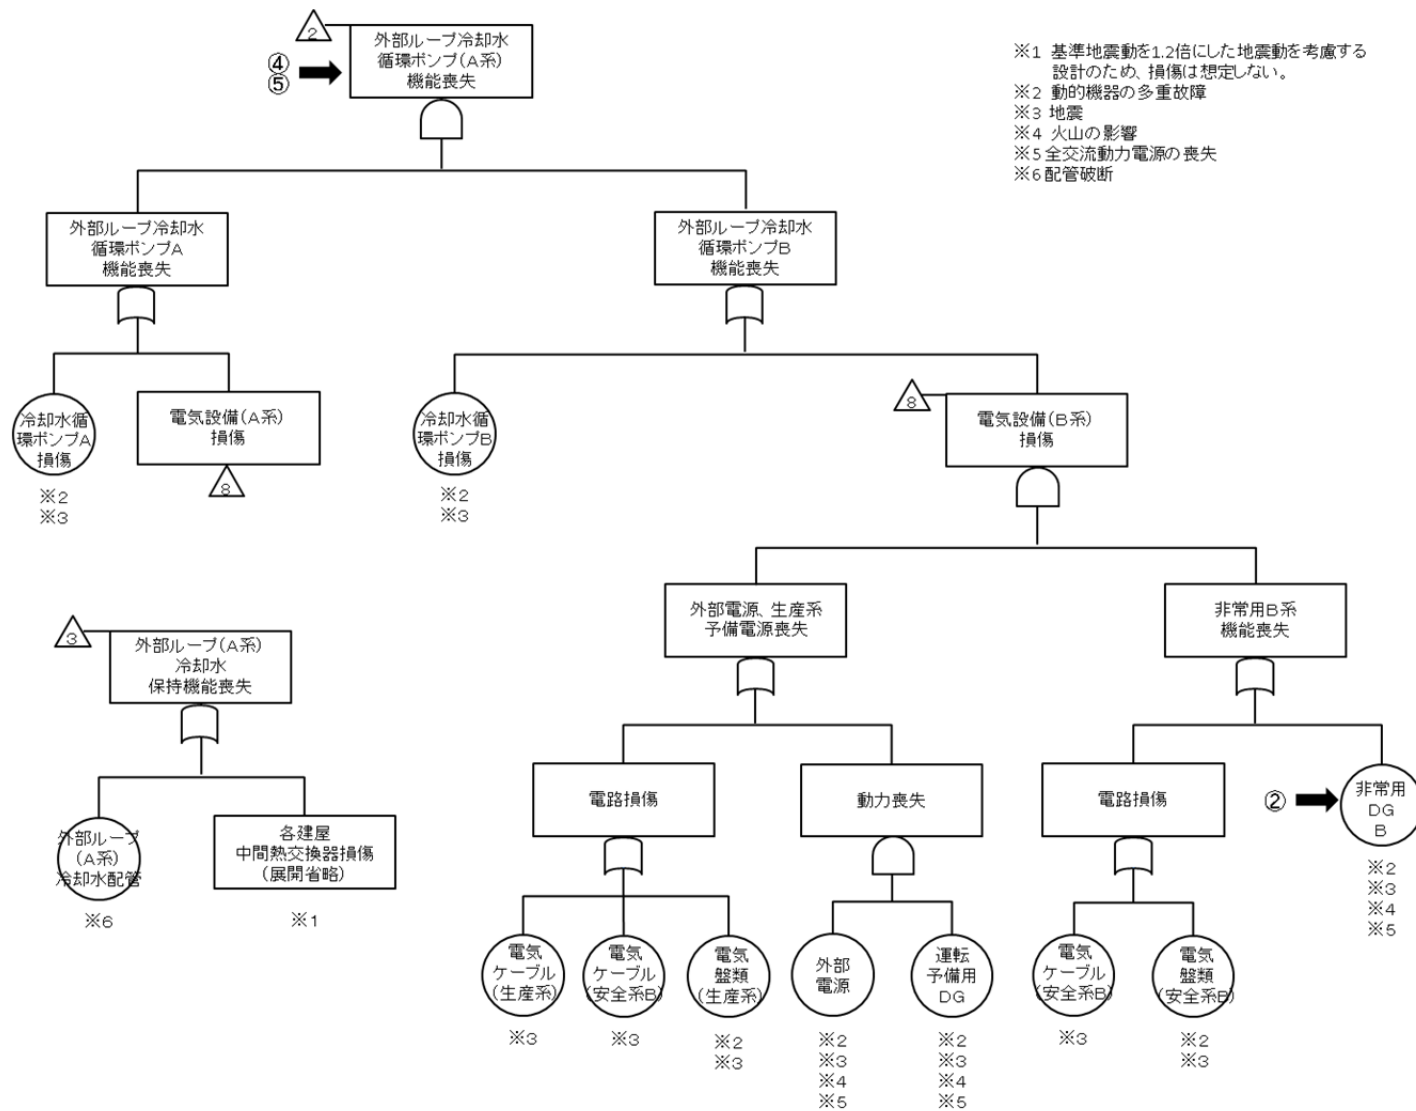 2
外部ループ冷却水
循環ポンプ(A系)
機能喪失
④
⑤
※1 基準地震動を1.2倍にした地震動を考慮する
設計のため、損傷は想定しない。
※2 動的機器の多重故障
※3 地震
※4 火山の影響
※5 全交流動力電源の喪失
※6 配管破断
外部ループ冷却水
循環ポンプA
機能喪失
外部ループ冷却水
循環ポンプB
機能喪失
冷却水循
環ポンプA
損傷
※2
※3
電気設備(A系)
損傷
8
冷却水循
環ポンプB
損傷
※2
※3
8
電気設備(B系)
損傷
外部電源、生産系
予備電源喪失
非常用B系
機能喪失
3
外部ループ(A系)
冷却水
保持機能喪失
外部ループ
(A系)
冷却水配管
※6
各建屋
中間熱交換器損傷
(展開省略)
※1
電路損傷
動力喪失
電路損傷
②
非常用
DG
B
※2
※3
※4
※5
電気
ケーブル
(生産系)
※3
電気
ケーブル
(安全系B)
※3
電気
盤類
(生産系)
※2
※3
外部
電源
※2
※3
※4
※5
運転
予備用
DG
※2
※3
※4
※5
電気
ケーブル
(安全系B)
※3
電気
盤類
(安全系B)
※2
※3